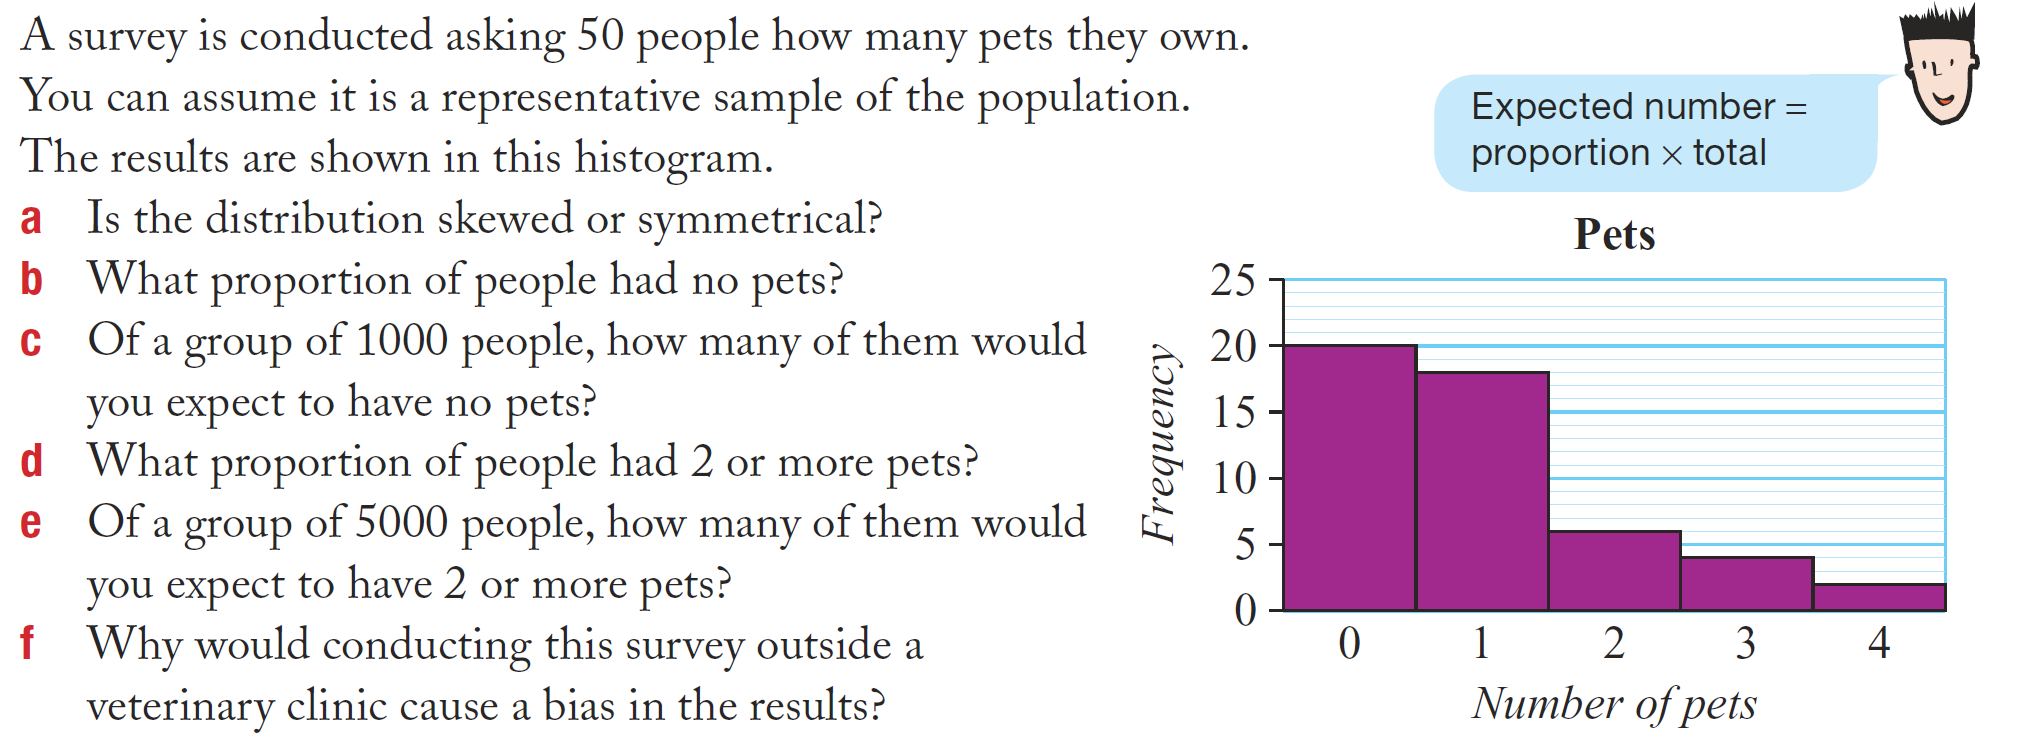 A survey is conducted asking 50 people how many pets they own.
You can assume it is a representative sample of the population.
The results are shown in this histogram.
a Is the distribution skewed or symmetrical?
b What proportion of people had no pets?
c Of a group of 1000 people, how many of them would
you expect to have no pets?
d What proportion of people had 2 or more pets?
e Of a group of 5000 people, how many of them would
you expect to have 2 or more pets?
f Why would conducting this survey outside a
veterinary clinic cause a bias in the results?
Expected number =
proportion × total
Pets
25
20
15
10
5
0
Frequency
0 1 2 3 4
Number of pets